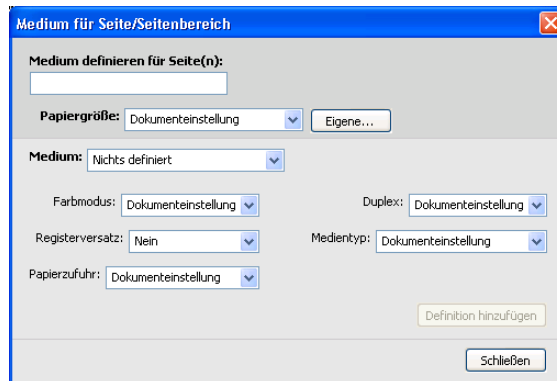 Medium für Seite/Seitenbereich
Medium definieren für Seite(n):
Papiergröße: Dokumenteinstellung Eigene...
Medium: Nichts definiert
Farbmodus: Dokumenteinstellung Duplex: Dokumenteinstellung
Registerversatz: Nein Medientyp: Dokumenteinstellung
Papierzufuhr: Dokumenteinstellung
Definition hinzufügen
Schließen